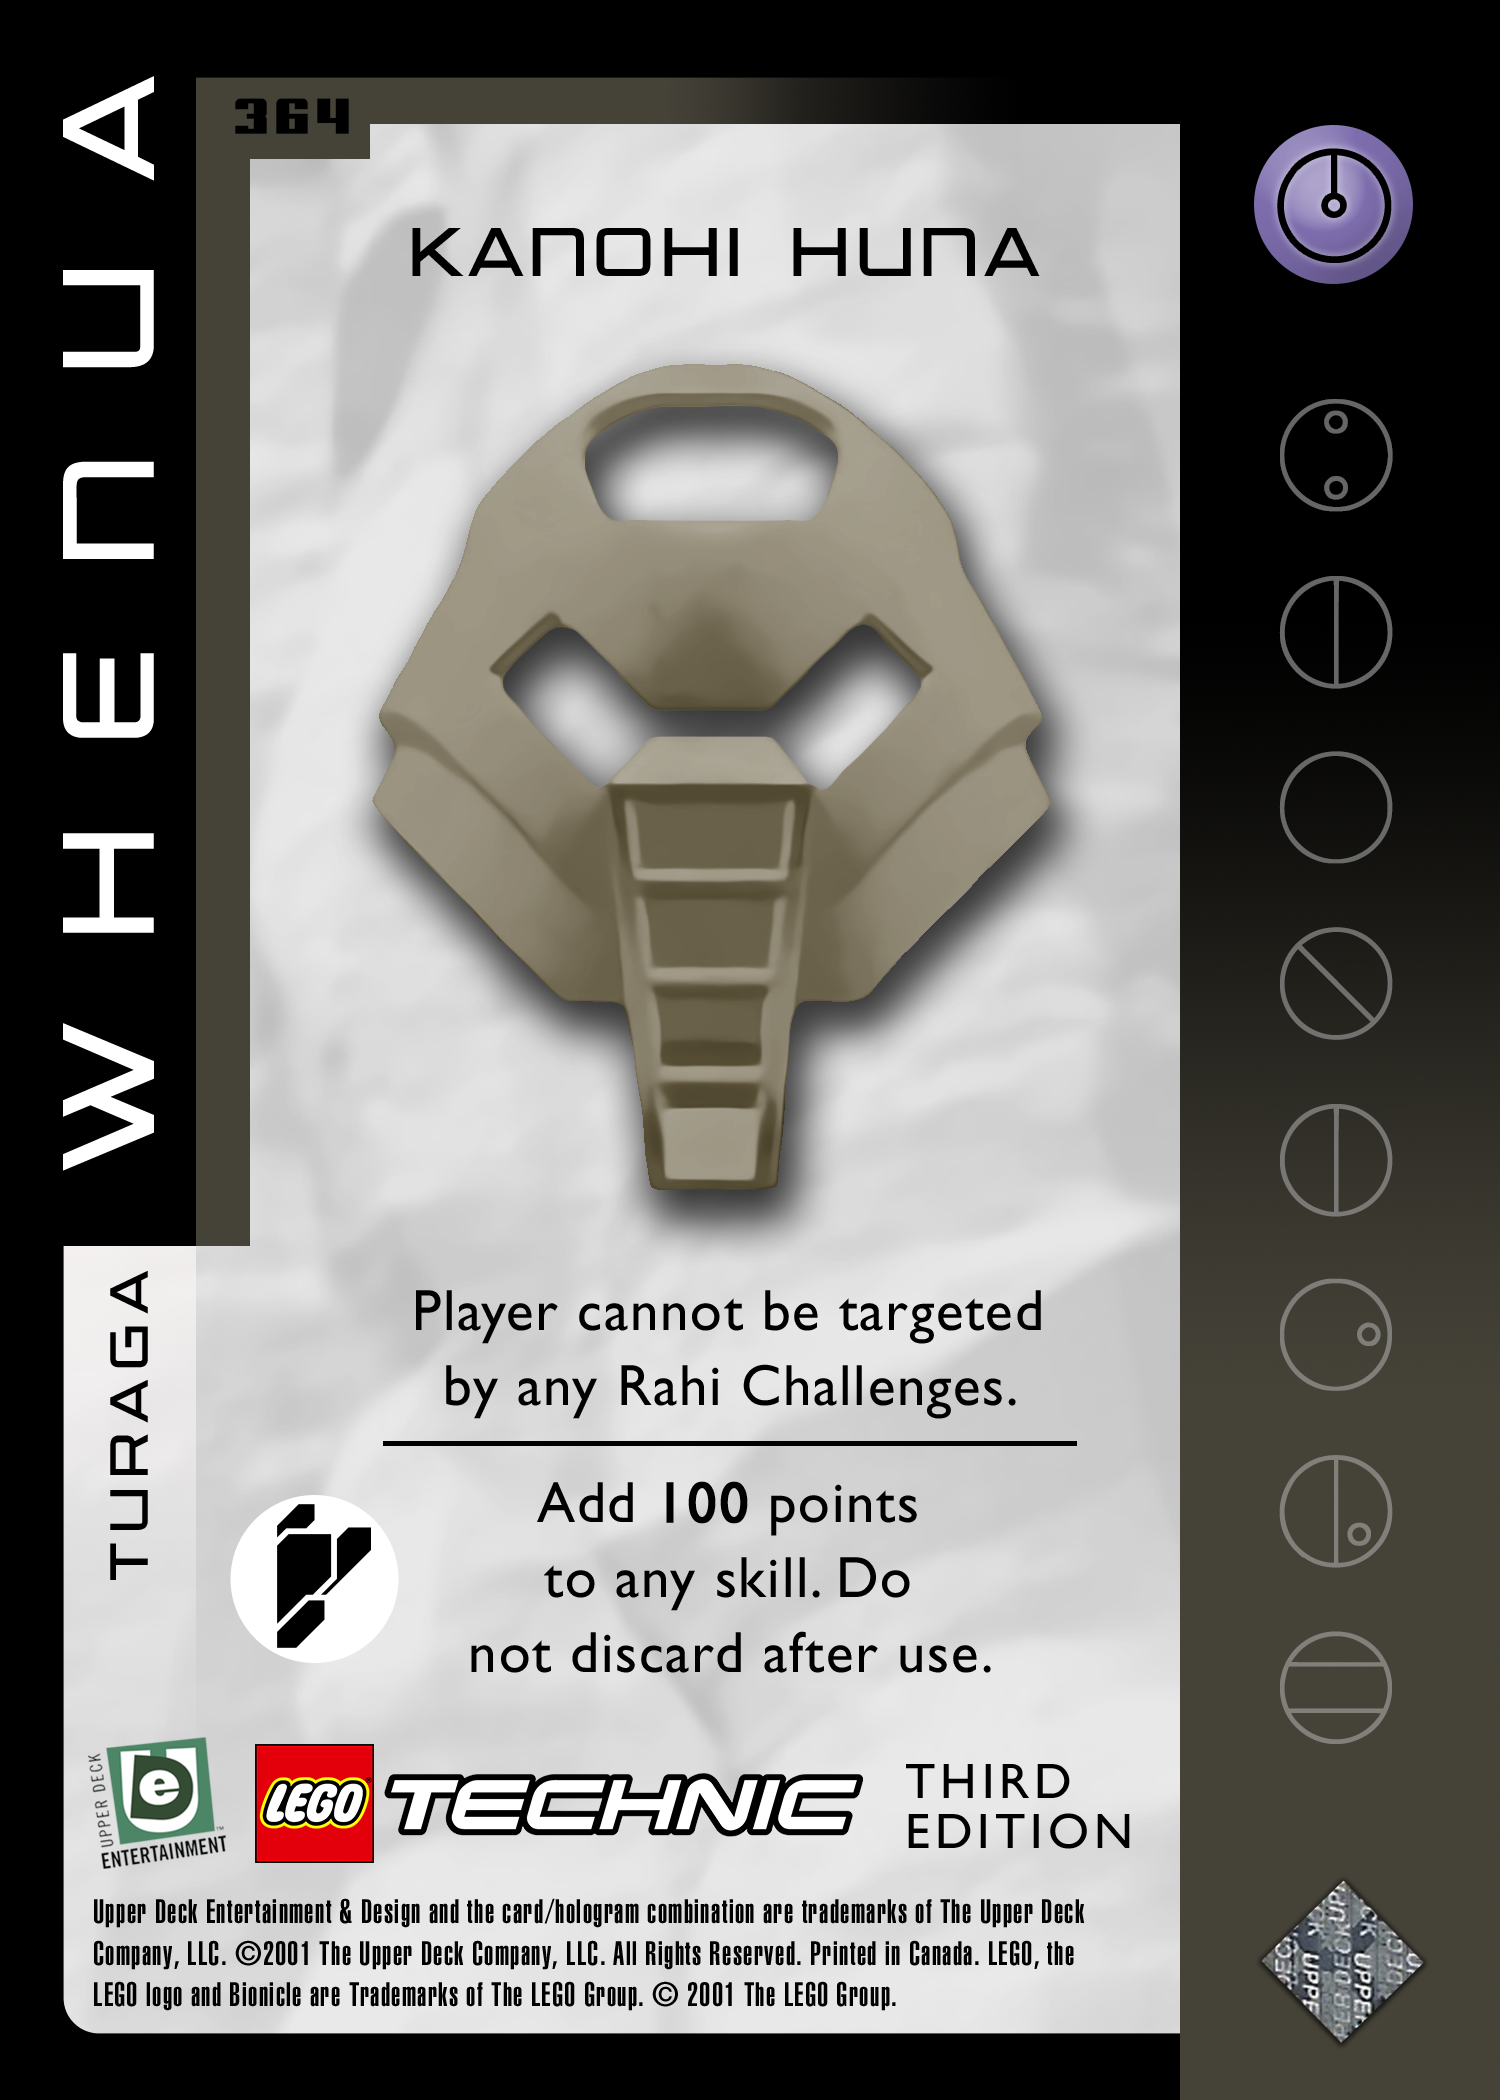 WHENUA
364
KANOHI HUNA
TURAGA
Player cannot be targeted
by any Rahi Challenges.
Add 100 points
to any skill. Do
not discard after use.
UPPER DECK
ENTERTAINMENT
LEGO TECHNIC
THIRD
EDITION
Upper Deck Entertainment & Design and the card/hologram combination are trademarks of The Upper Deck
Company, LLC. ©2001 The Upper Deck Company, LLC. All Rights Reserved. Printed in Canada. LEGO, the
LEGO logo and Bionicle are Trademarks of The LEGO Group. © 2001 The LEGO Group.